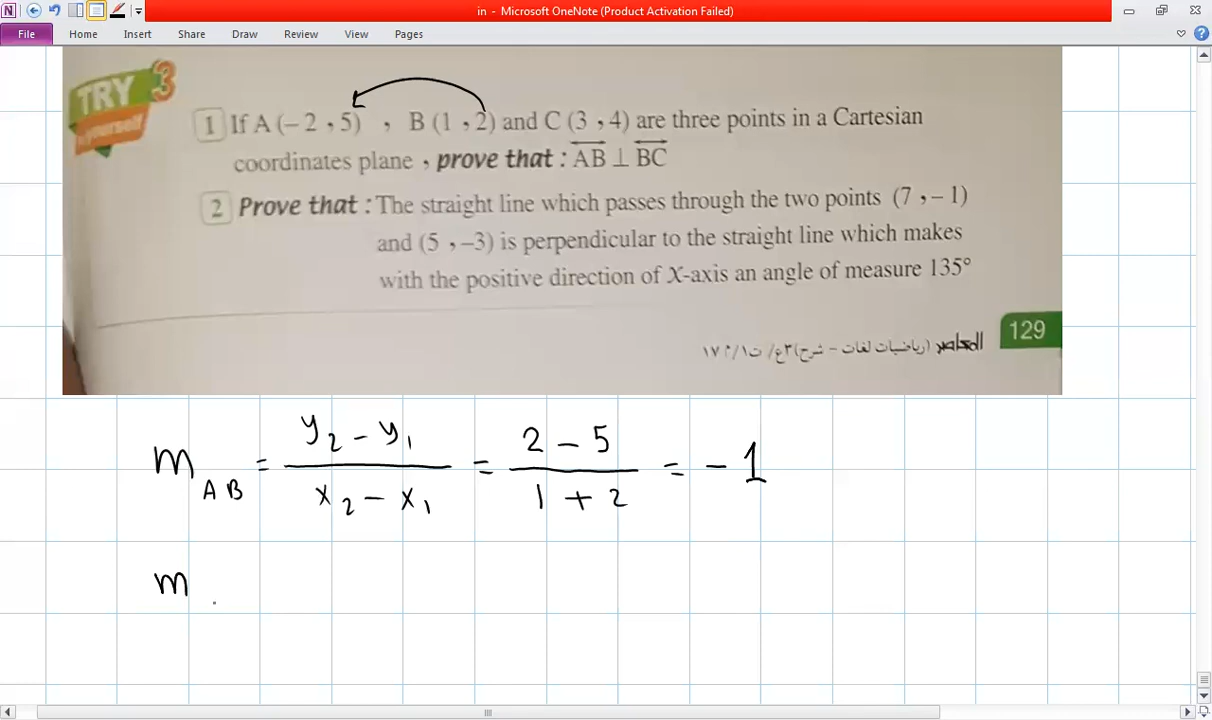 in - Microsoft OneNote (Product Activation Failed)
File Home Insert Share Draw Review View Pages
TRY 3
yourself
1 If A (– 2 , 5) , B (1 , 2) and C (3 , 4) are three points in a Cartesian
coordinates plane , prove that : AB ⊥ BC
2 Prove that : The straight line which passes through the two points (7 , – 1)
and (5 , –3) is perpendicular to the straight line which makes
with the positive direction of X-axis an angle of measure 135°
129
المعاصر (رياضيات لغات - شرح)
m AB = y2 – y1 / x2 – x1 = 2 – 5 / 1 + 2 = – 1
m